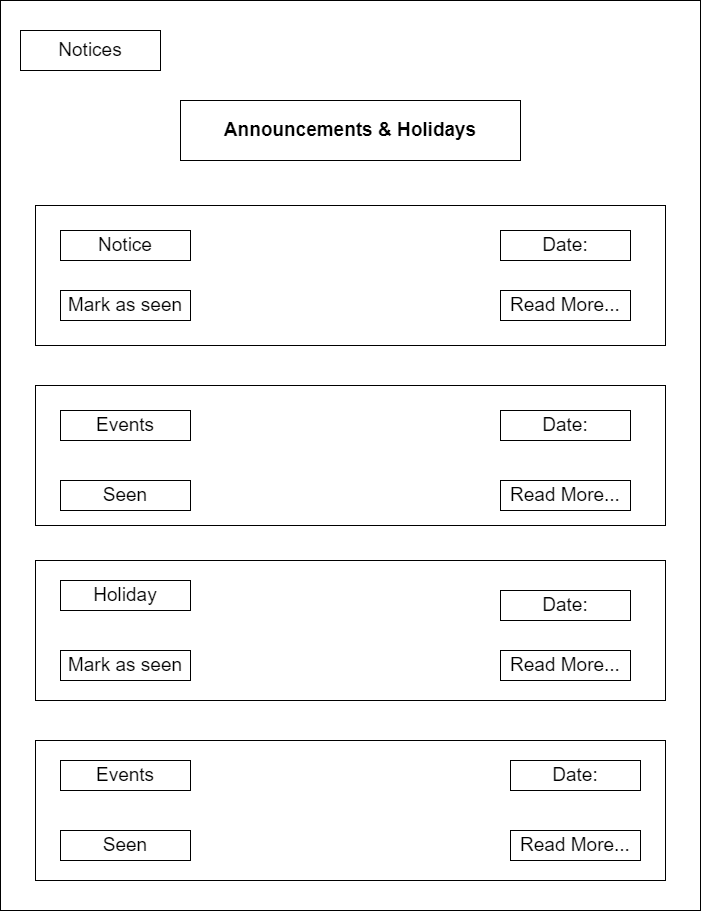 Notices
Announcements & Holidays
Notice
Date:
Mark as seen
Read More...
Events
Date:
Seen
Read More...
Holiday
Date:
Mark as seen
Read More...
Events
Date:
Seen
Read More...